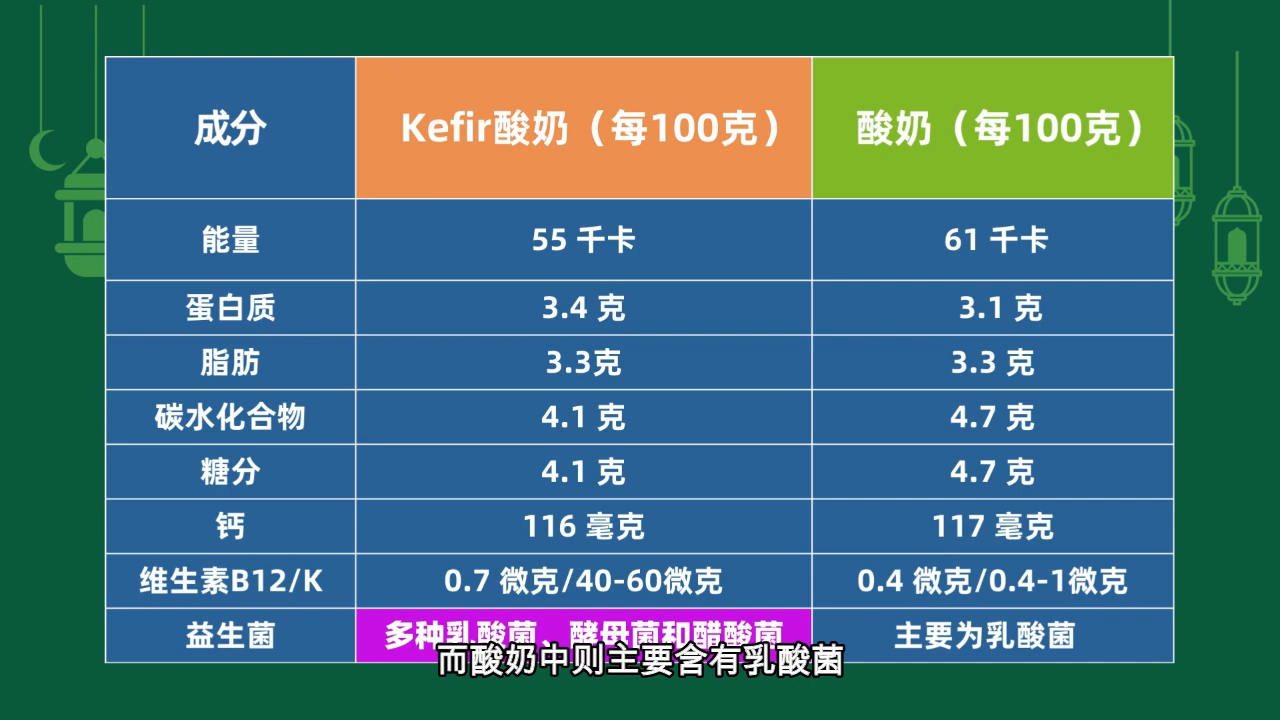 成分 Kefir酸奶（每100克） 酸奶（每100克）
能量 55 千卡 61 千卡
蛋白质 3.4 克 3.1 克
脂肪 3.3克 3.3 克
碳水化合物 4.1 克 4.7 克
糖分 4.1 克 4.7 克
钙 116 毫克 117 毫克
维生素B12/K 0.7 微克/40-60微克 0.4 微克/0.4-1微克
益生菌 多种乳酸菌、酵母菌和醋酸菌 主要为乳酸菌
而酸奶中则主要含有乳酸菌